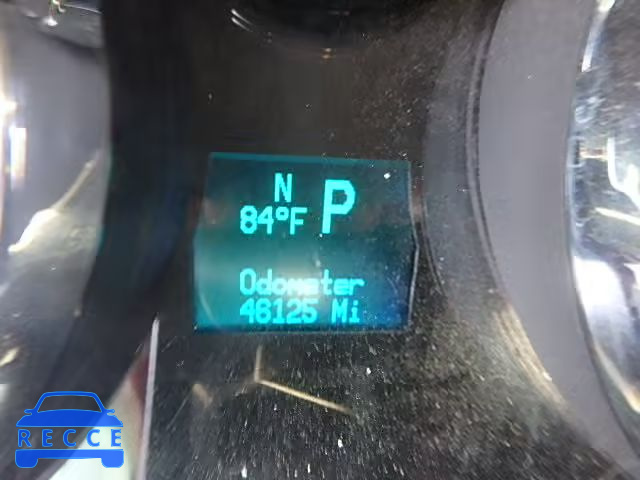 N P
84°F
Odometer
46125 Mi
RECCE